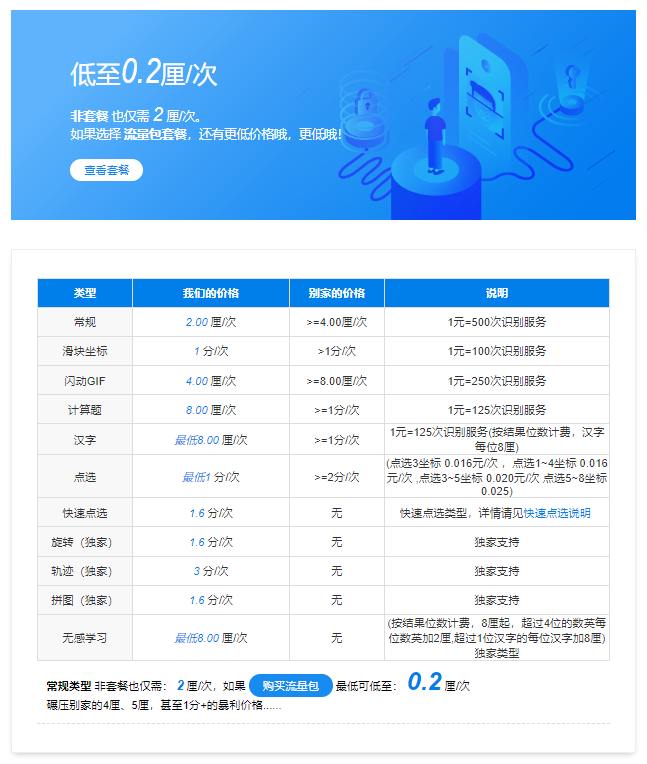 低至0.2厘/次
非套餐 也仅需 2 厘/次。
如果选择 流量包套餐，还有更低价格哦，更低哦!
查看套餐
类型 我们的价格 别家的价格 说明
常规 2.00 厘/次 >=4.00厘/次 1元=500次识别服务
滑块坐标 1 分/次 >1分/次 1元=100次识别服务
闪动GIF 4.00 厘/次 >=8.00厘/次 1元=250次识别服务
计算题 8.00 厘/次 >=1分/次 1元=125次识别服务
汉字 最低8.00 厘/次 >=1分/次 1元=125次识别服务(按结果位数计费，汉字
每位8厘)
点选 最低1 分/次 >=2分/次 (点选3坐标 0.016元/次 ，点选1~4坐标 0.016
元/次 ,点选3~5坐标 0.020元/次 点选5~8坐标
0.025)
快速点选 1.6 分/次 无 快速点选类型，详情请见快速点选说明
旋转（独家） 1.6 分/次 无 独家支持
轨迹（独家） 3 分/次 无 独家支持
拼图（独家） 1.6 分/次 无 独家支持
无感学习 最低8.00 厘/次 无 (按结果位数计费，8厘起，超过4位的数英每
位数英加2厘,超过1位汉字的每位汉字加8厘)
独家类型
常规类型 非套餐也仅需： 2 厘/次，如果 购买流量包 最低可低至： 0.2 厘/次
碾压别家的4厘、5厘，甚至1分+的暴利价格......